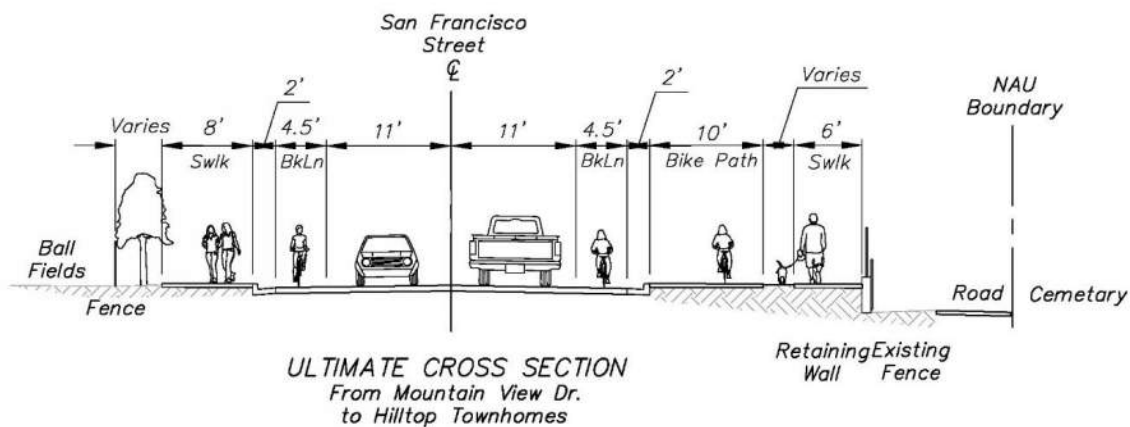 San Francisco
Street
℄
2'
2'
Varies
NAU
Boundary
Varies
8'
4.5'
11'
11'
4.5'
10'
6'
Swlk
BkLn
BkLn
Bike Path
Swlk
Ball
Fields
Fence
Road
Cemetary
Retaining
Wall
Existing
Fence
ULTIMATE CROSS SECTION
From Mountain View Dr.
to Hilltop Townhomes